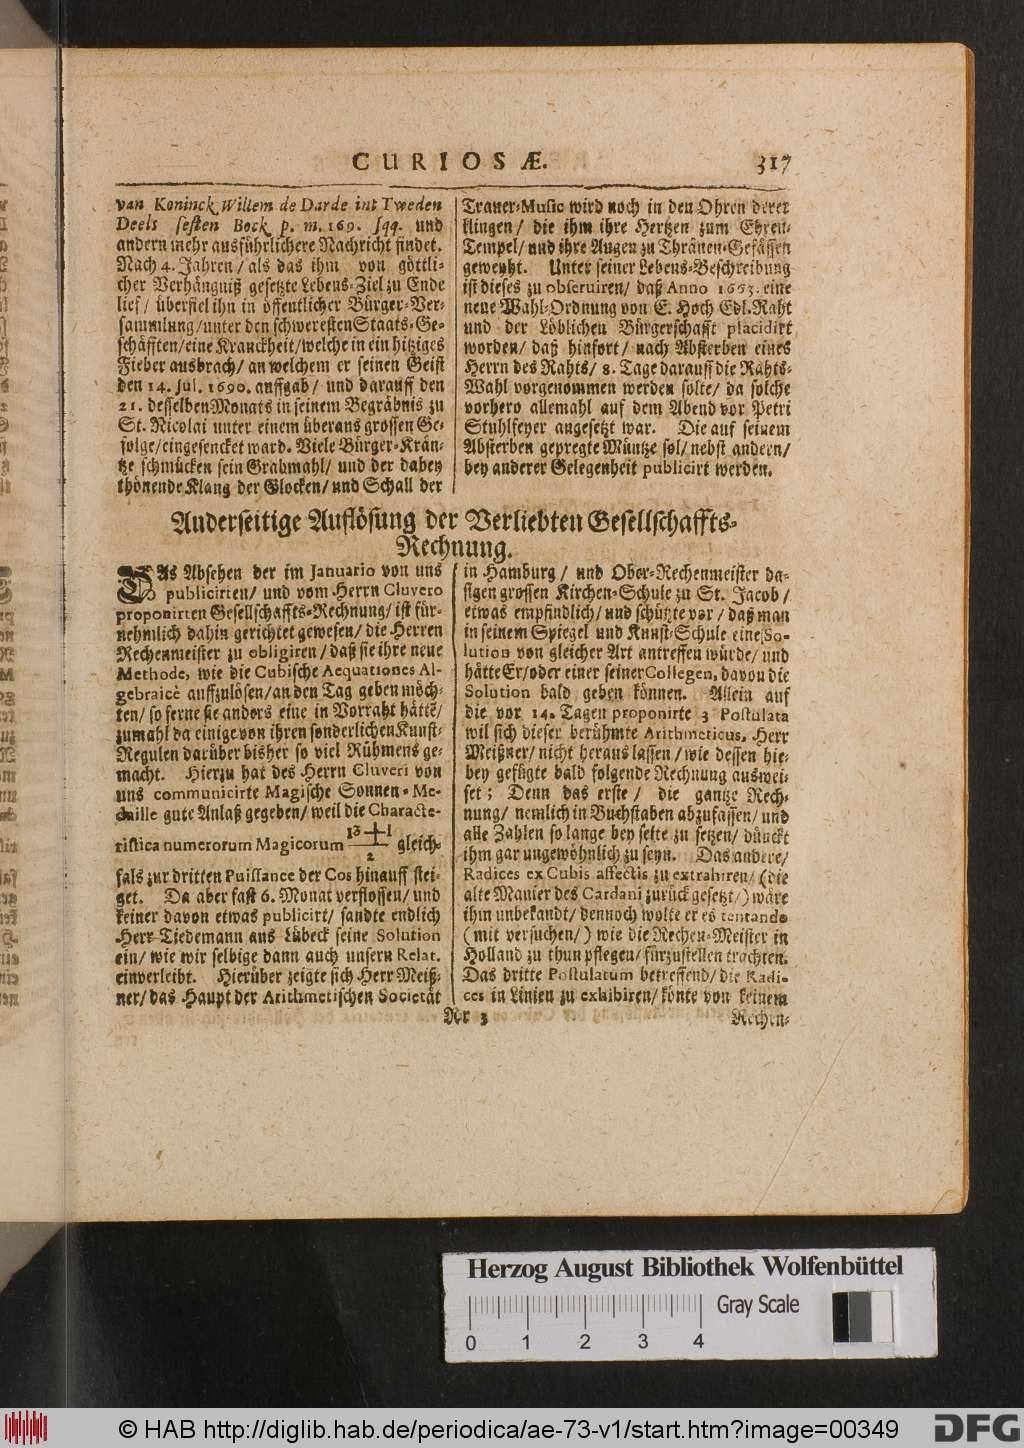 CURIOSÆ. 317
van Koninck Willem de Darde int Tweden
Deels sesten Bock p. m. 169. sqq. und
andern mehr ausführlichere Nachricht findet.
Nach 4. Jahren / als das ihm von göttli-
cher Verhängniß gesetzte Lebens-Ziel zu Ende
lief / überfiel ihn in öffentlicher Bürger-Ver-
sammlung / unter den schweresten Staats-Ge-
schäfften / eine Kranckheit / welche in ein hitziges
Fieber ausbrach / an welchem er seinen Geist
den 14. Jul. 1690. auffgab / und darauff den
21. desselben Monats in seinem Begräbnis zu
St. Nicolai unter einem überaus grossen Ge-
folge / eingesencket ward. Viele Bürger-Krän-
tze schmücken sein Grabmahl / und der dabey
thönende Klang der Glocken / und Schall der
Trauer-Music wird noch in den Ohren derer
klingen / die ihm ihre Hertzen zum Ehren-
Tempel / und ihre Augen zu Thränen-Gefässen
geweyht. Unter seiner Lebens-Beschreibung
ist dieses zu obseruiren / daß Anno 1663. eine
neue Wahl-Ordnung von E. Hoch Edl. Raht
und der Löblichen Bürgerschafft placidirt
worden / daß hinfort / nach Absterben eines
Herrn des Rahts / 8. Tage darauff die Rahts-
Wahl vorgenommen werden solte / da solche
vorhero allemahl auf dem Abend vor Petri
Stuhlfeyer angesetzt war. Die auf seinem
Absterben gepregte Müntze sol / nebst andern /
bey anderer Gelegenheit publicirt werden.
Anderseitige Auflösung der Verliebten Gesellschaffts-
Rechnung.
DAs Absehen der im Januario von uns
publicirten / und vom Herrn Cluvero
proponirten Gesellschaffts-Rechnung / ist für-
nehmlich dahin gerichtet gewesen / die Herren
Rechenmeister zu obligiren / daß sie ihre neue
Methode, wie die Cubische Aequationes Al-
gebraicè auffzulösen / an den Tag geben möch-
ten / so ferne sie anders eine in Vorraht hättē /
zumahl da einige von ihren sonderlichen Kunst-
Regulen darüber bisher so viel Rühmens ge-
macht. Hierzu hat des Herrn Cluveri von
uns communicirte Magische Sonnen-Me-
daille gute Anlaß gegeben / weil die Characte-
ristica numerorum Magicorum 13+1/2 gleich-
fals zur dritten Puissance der Cos hinauff stei-
get. Da aber fast 6. Monat verflossen / und
keiner davon etwas publicirt / sandte endlich
Herr Tiedemann aus Lübeck seine Solution
ein / wie wir selbige dann auch unsern Relat.
einverleibt. Hierüber zeigte sich Herr Meiß-
ner / das Haupt der Arithmetischen Societät
in Hamburg / und Ober-Rechenmeister da-
sigen grossen Kirchen-Schule zu St. Jacob /
etwas empfindlich / und schützte vor / daß man
in seinem Spiegel und Kunst-Schule eine So-
lution von gleicher Art antreffen würde / und
hätte Er / oder einer seiner Collegen, davon die
Solution bald geben können. Allein auf
die vor 14. Tagen proponirte 3 Postulata
wil sich dieser berühmte Arithmeticus, Herr
Meißner / nicht heraus lassen / wie dessen hie-
bey gefügte bald folgende Rechnung auswei-
set; Denn das erste / die gantze Rech-
nung / nemlich in Buchstaben abzufassen / und
alle Zahlen so lange bey seite zu setzen / dünckt
ihm gar ungewöhnlich zu seyn. Das andere /
Radices ex Cubis affectis zu extrahiren / (die
alte Manier des Cardani zurück gesetzt /) wäre
ihm unbekandt / dennoch wolte er es tentando
(mit versuchen /) wie die Rechen-Meister in
Holland zu thun pflegen / fürzustellen trachten.
Das dritte Postulatum betreffend / die Radi-
ces in Linien zu exhibiren / könte von keinem
Rr 3 Rechen-
Herzog August Bibliothek Wolfenbüttel
Gray Scale
0 1 2 3 4
© HAB http://diglib.hab.de/periodica/ae-73-v1/start.htm?image=00349 DFG